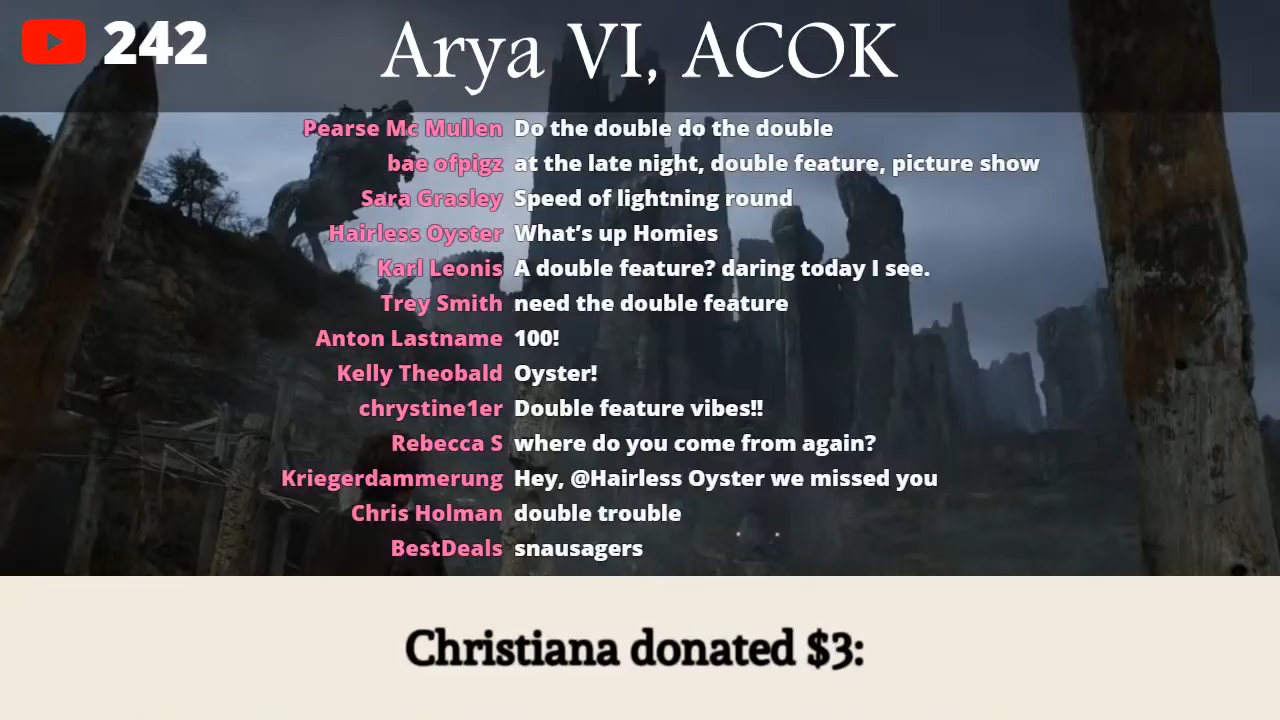 242
Arya VI, ACOK
Pearse Mc Mullen Do the double do the double
bae ofpigz at the late night, double feature, picture show
Sara Grasley Speed of lightning round
Hairless Oyster What's up Homies
Karl Leonis A double feature? daring today I see.
Trey Smith need the double feature
Anton Lastname 100!
Kelly Theobald Oyster!
chrystine1er Double feature vibes!!
Rebecca S where do you come from again?
Kriegerdammerung Hey, @Hairless Oyster we missed you
Chris Holman double trouble
BestDeals snausagers
Christiana donated $3: